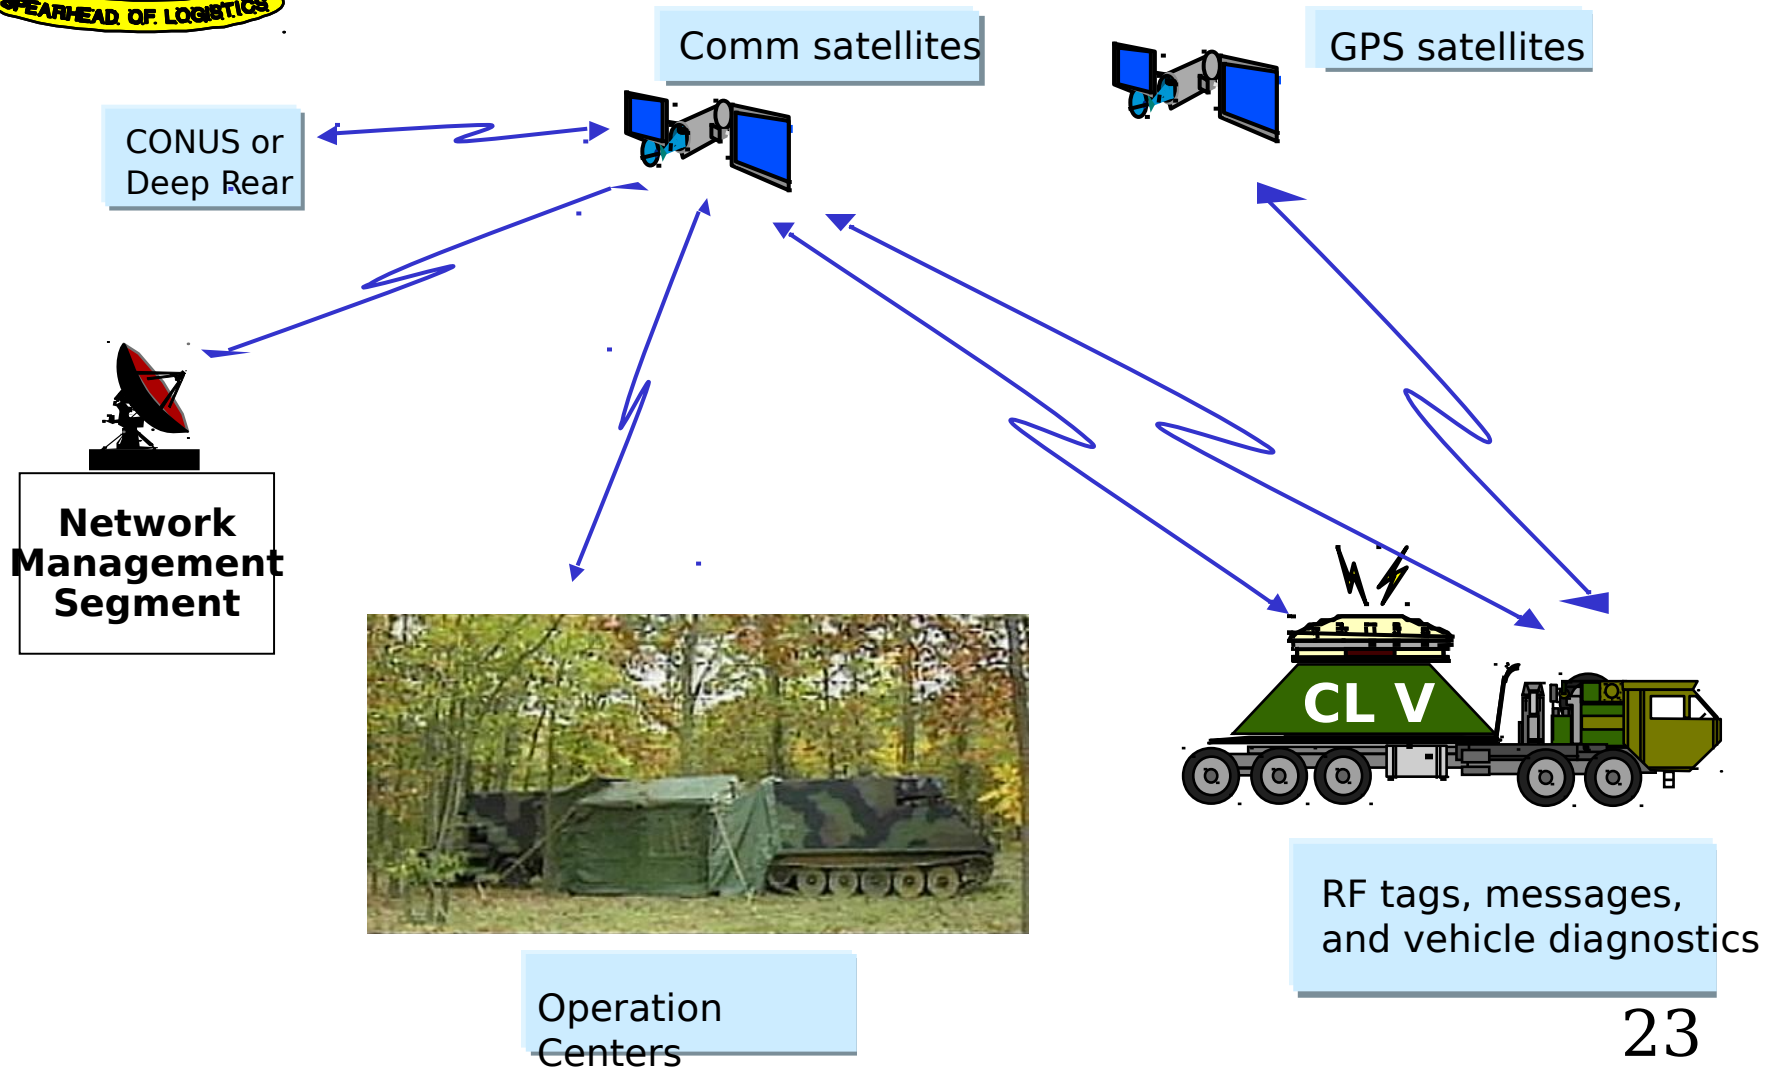 SPEARHEAD OF LOGISTICS
Comm satellites
GPS satellites
CONUS or
Deep Rear
Network
Management
Segment
CL V
RF tags, messages,
and vehicle diagnostics
Operation
Centers
23